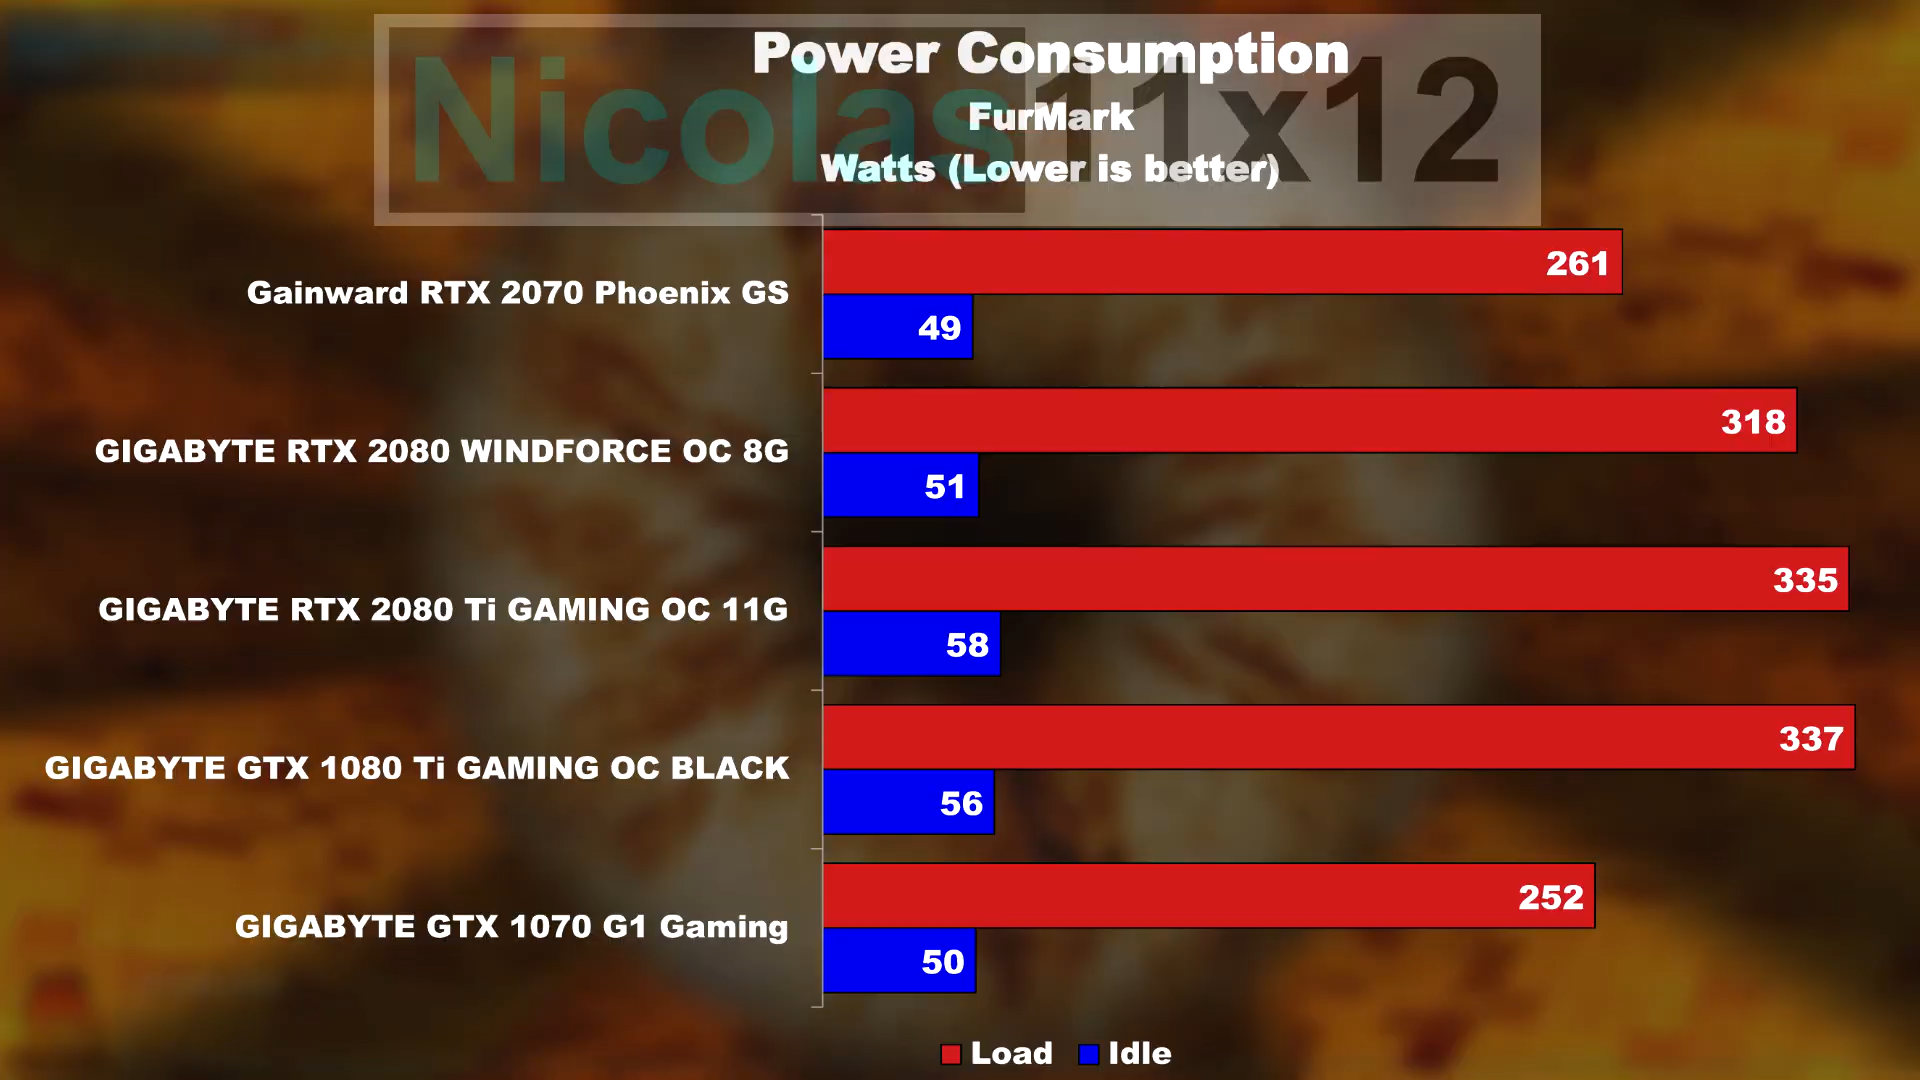 Power Consumption
Nicolas11x12
FurMark
Watts (Lower is better)
Gainward RTX 2070 Phoenix GS
261
49
GIGABYTE RTX 2080 WINDFORCE OC 8G
318
51
GIGABYTE RTX 2080 Ti GAMING OC 11G
335
58
GIGABYTE GTX 1080 Ti GAMING OC BLACK
337
56
GIGABYTE GTX 1070 G1 Gaming
252
50
Load Idle